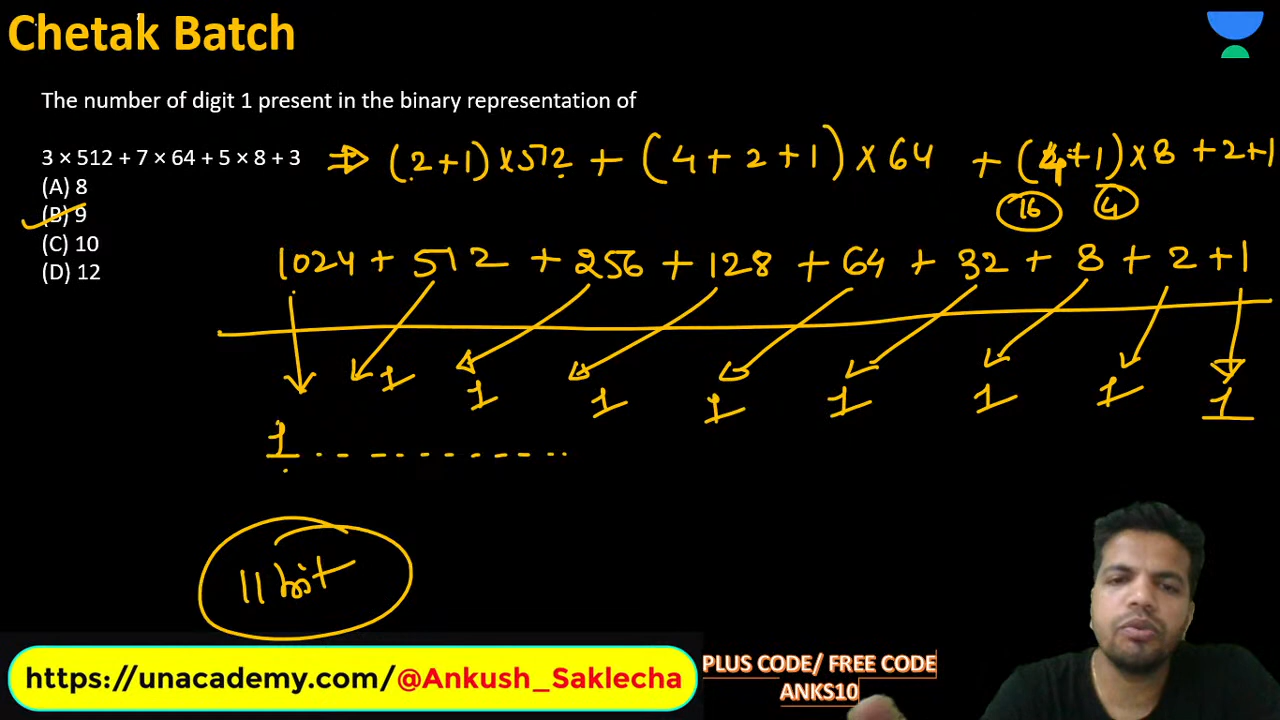 Chetak Batch
The number of digit 1 present in the binary representation of
3 × 512 + 7 × 64 + 5 × 8 + 3 ⇒ (2+1)×512 + (4+2+1)×64 + (4+1)×8 +2+1
(A) 8
16 4
(B) 9
(C) 10
1024 + 512 + 256 + 128 + 64 + 32 + 8 + 2 + 1
(D) 12
1 1 1 1 1 1 1 1
1
11 bit
https://unacademy.com/@Ankush_Saklecha
PLUS CODE/ FREE CODE
ANKS10